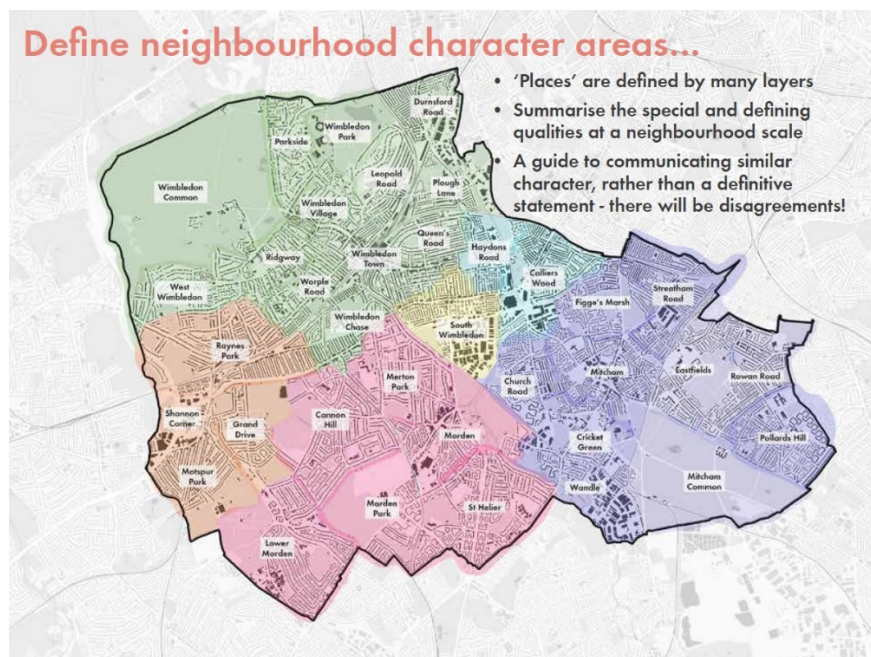 Define neighbourhood character areas...
• 'Places' are defined by many layers
• Summarise the special and defining
qualities at a neighbourhood scale
• A guide to communicating similar
character, rather than a definitive
statement - there will be disagreements!
Durnsford
Road
Wimbledon
Park
Parkside
Leopold
Road
Plough
Lane
Wimbledon
Common
Wimbledon
Village
Queen's
Road
Haydons
Road
Ridgway
Wimbledon
Town
Colliers
Wood
West
Wimbledon
Worple
Road
Figge's Marsh
Streatham
Road
Wimbledon
Chase
South
Wimbledon
Raynes
Park
Merton
Park
Church
Road
Mitcham
Eastfields
Rowan Road
Shannon
Corner
Grand
Drive
Cannon
Hill
Morden
Cricket
Green
Pollards Hill
Motspur
Park
Wandle
Mitcham
Common
Morden
Park
St Helier
Lower
Morden